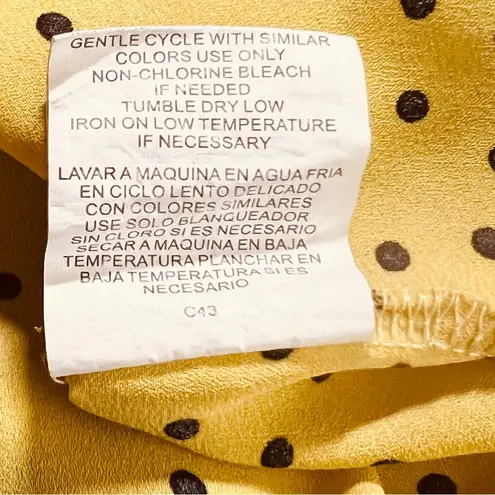 GENTLE CYCLE WITH SIMILAR
COLORS USE ONLY
NON-CHLORINE BLEACH
IF NEEDED
TUMBLE DRY LOW
IRON ON LOW TEMPERATURE
IF NECESSARY
LAVAR A MAQUINA EN AGUA FRIA
EN CICLO LENTO DELICADO
CON COLORES SIMILARES
USE SOLO BLANQUEADOR
SIN CLORO SI ES NECESARIO
SECAR A MAQUINA EN BAJA
TEMPERATURA PLANCHAR EN
BAJA TEMPERATURA SI ES
NECESARIO
C43